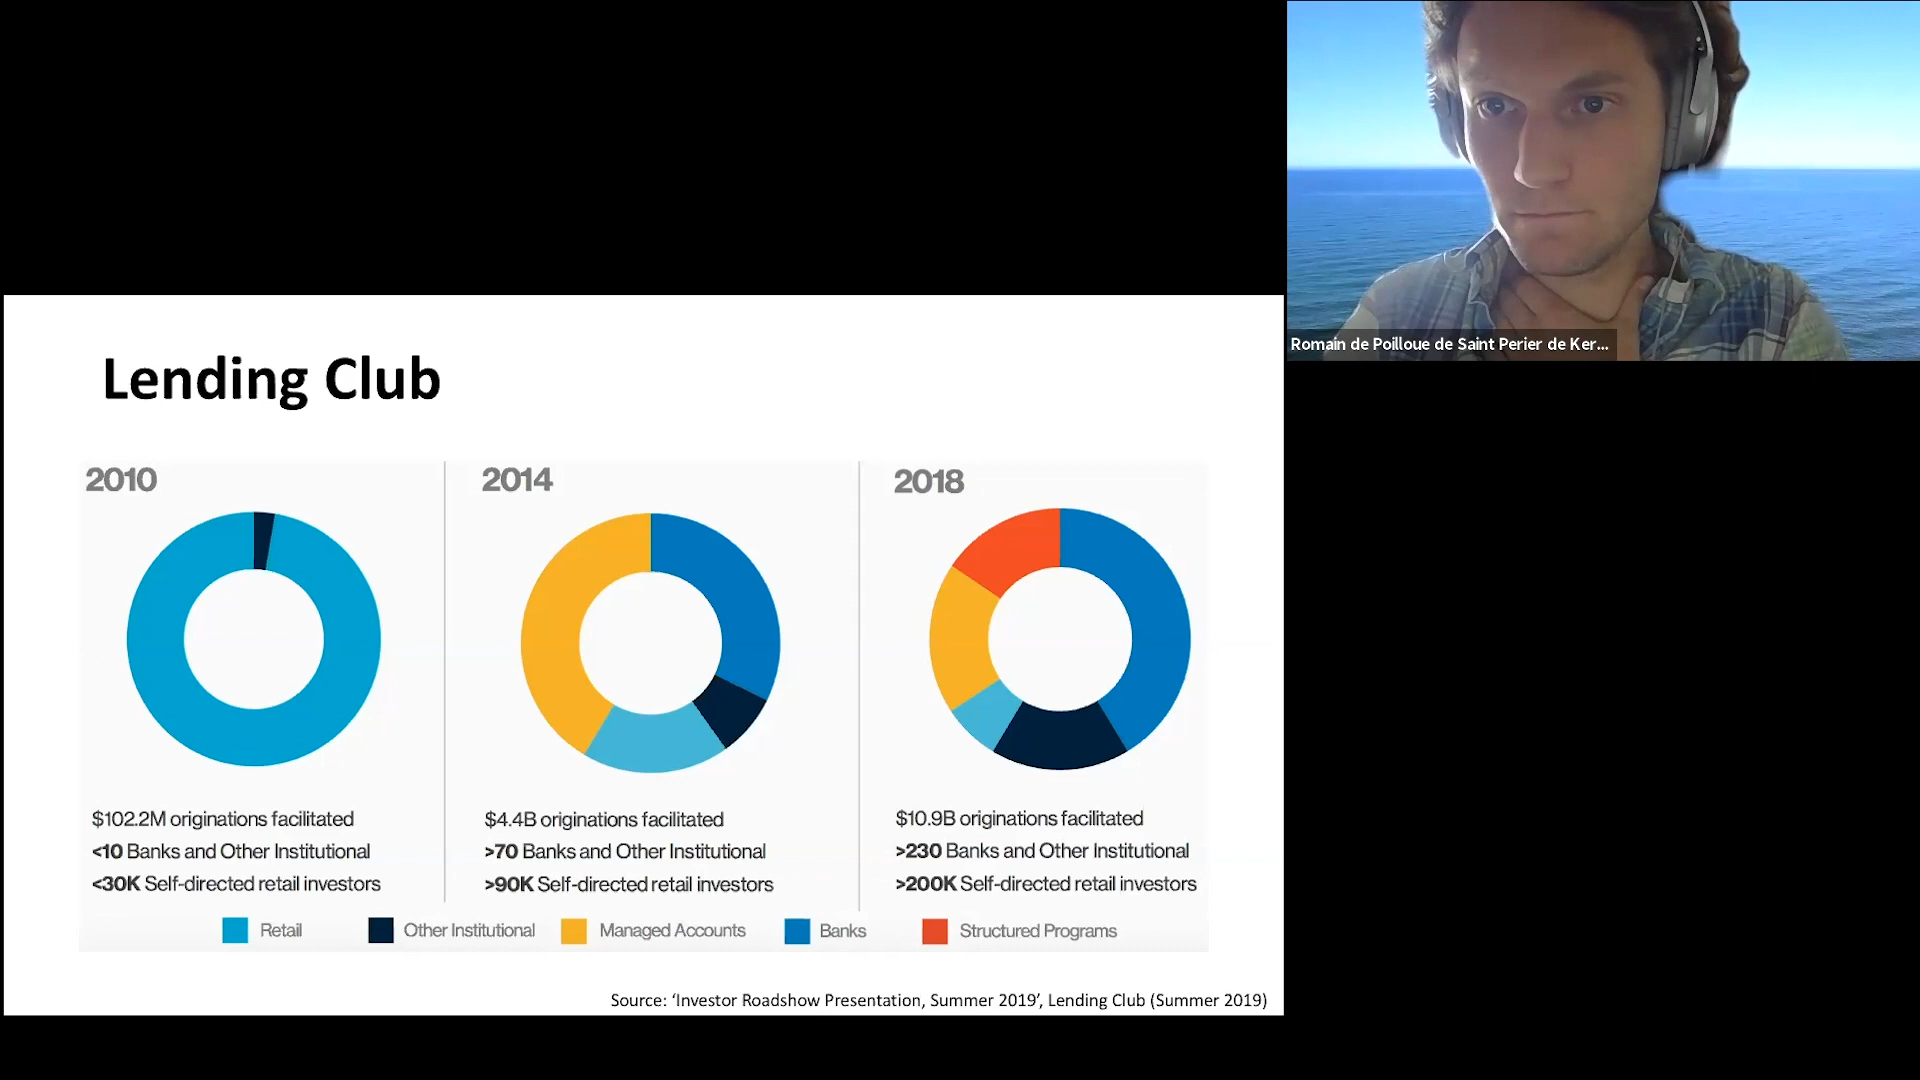 Romain de Poilloue de Saint Perier de Ker...
Lending Club
2010
2014
2018
$102.2M originations facilitated
<10 Banks and Other Institutional
<30K Self-directed retail investors
$4.4B originations facilitated
>70 Banks and Other Institutional
>90K Self-directed retail investors
$10.9B originations facilitated
>230 Banks and Other Institutional
>200K Self-directed retail investors
Retail
Other Institutional
Managed Accounts
Banks
Structured Programs
Source: ‘Investor Roadshow Presentation, Summer 2019’, Lending Club (Summer 2019)